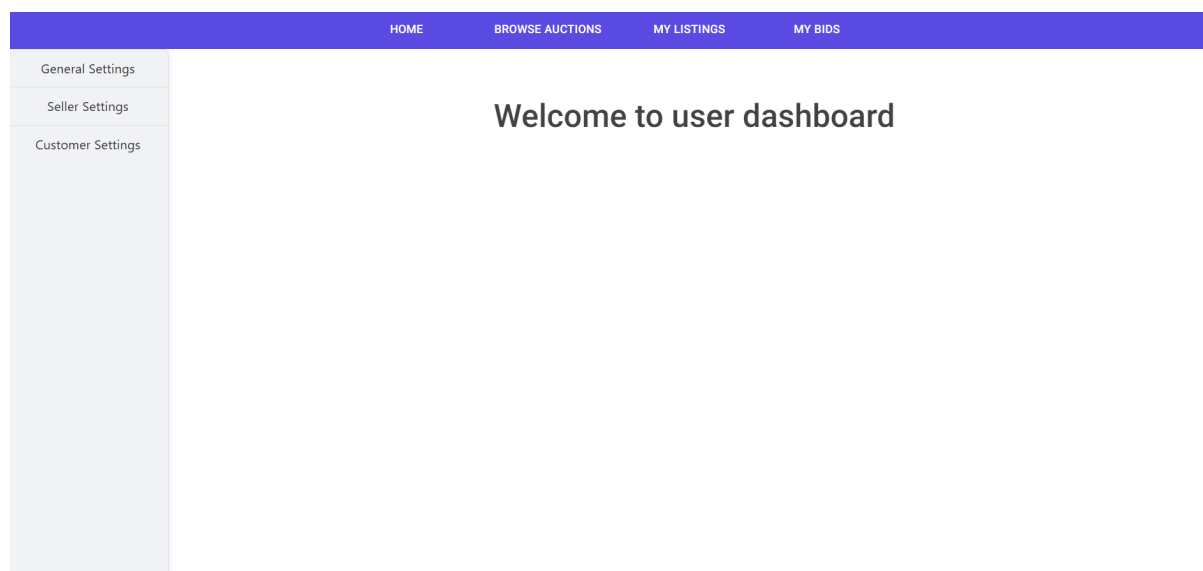 HOME BROWSE AUCTIONS MY LISTINGS MY BIDS
General Settings
Seller Settings
Customer Settings
Welcome to user dashboard